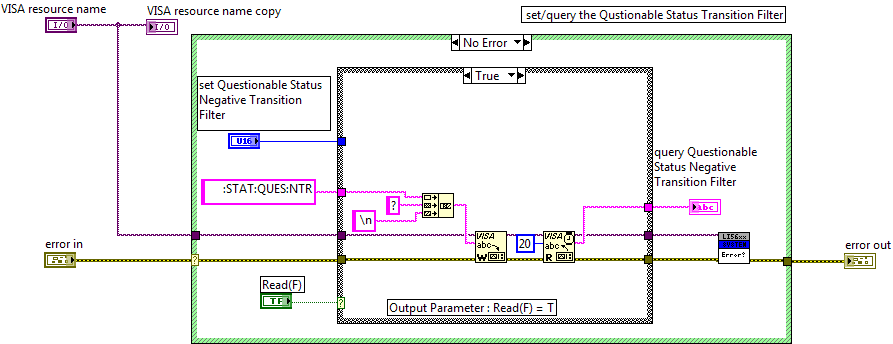 VISA resource name
I/O
VISA resource name copy
I/O
set/query the Qustionable Status Transition Filter
No Error
True
set Questionable Status
Negative Transition
Filter
U16
query Questionable
Status Negative
Transition Filter
abc
:STAT:QUES:NTR
?
\n
VISA
abc
W
20
VISA
abc
R
LIS6xx
Error?
error in
?
error out
Read(F)
TF
?
Output Parameter : Read(F) = T